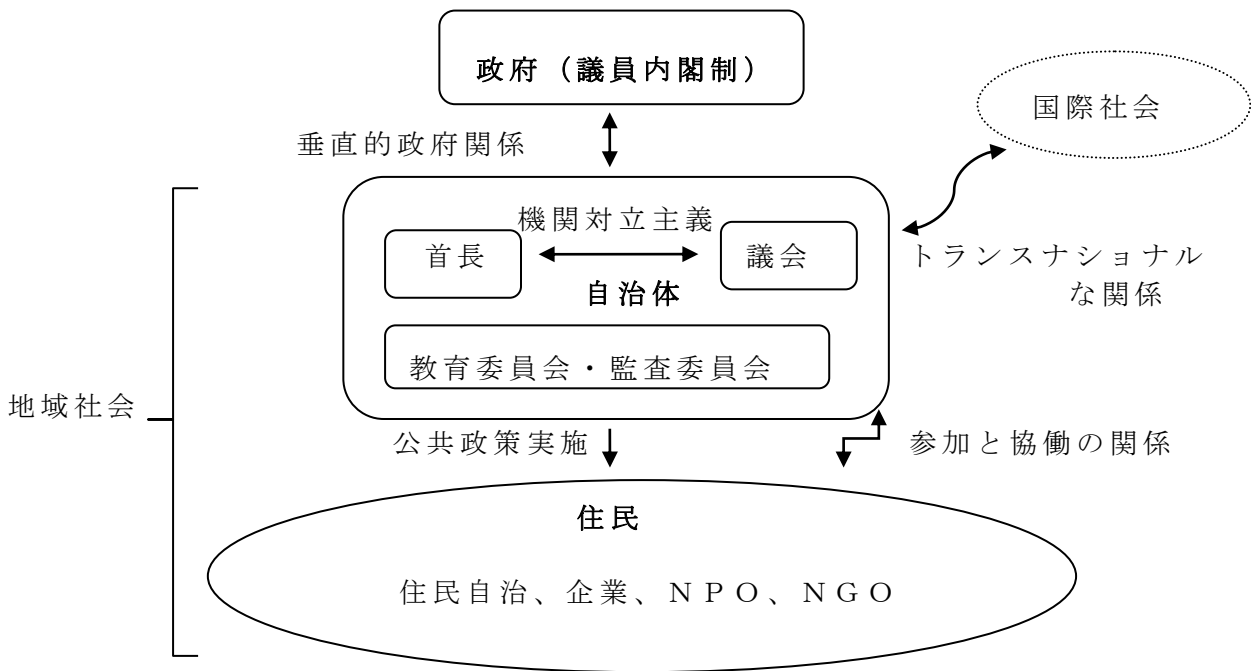 政府（議員内閣制）
国際社会
垂直的政府関係
機関対立主義
首長
議会
自治体
トランスナショナル
な関係
教育委員会・監査委員会
地域社会
公共政策実施
参加と協働の関係
住民
住民自治、企業、ＮＰＯ、ＮＧＯ